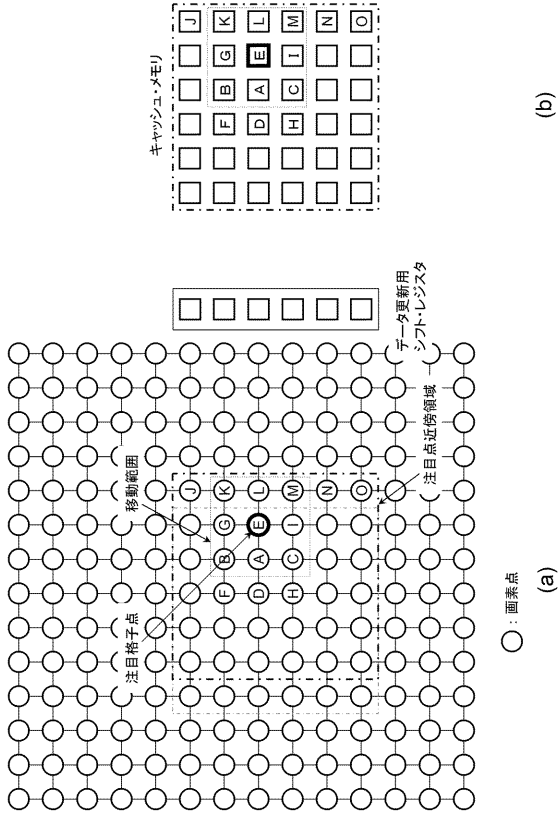 注目格子点
移動範囲
J
F B G K
D A E L
H C I M
N
O
データ更新用
シフト・レジスタ
注目点近傍領域
○：画素点
(a)
キャッシュ・メモリ
J
F B G K
D A E L
H C I M
N
O
(b)